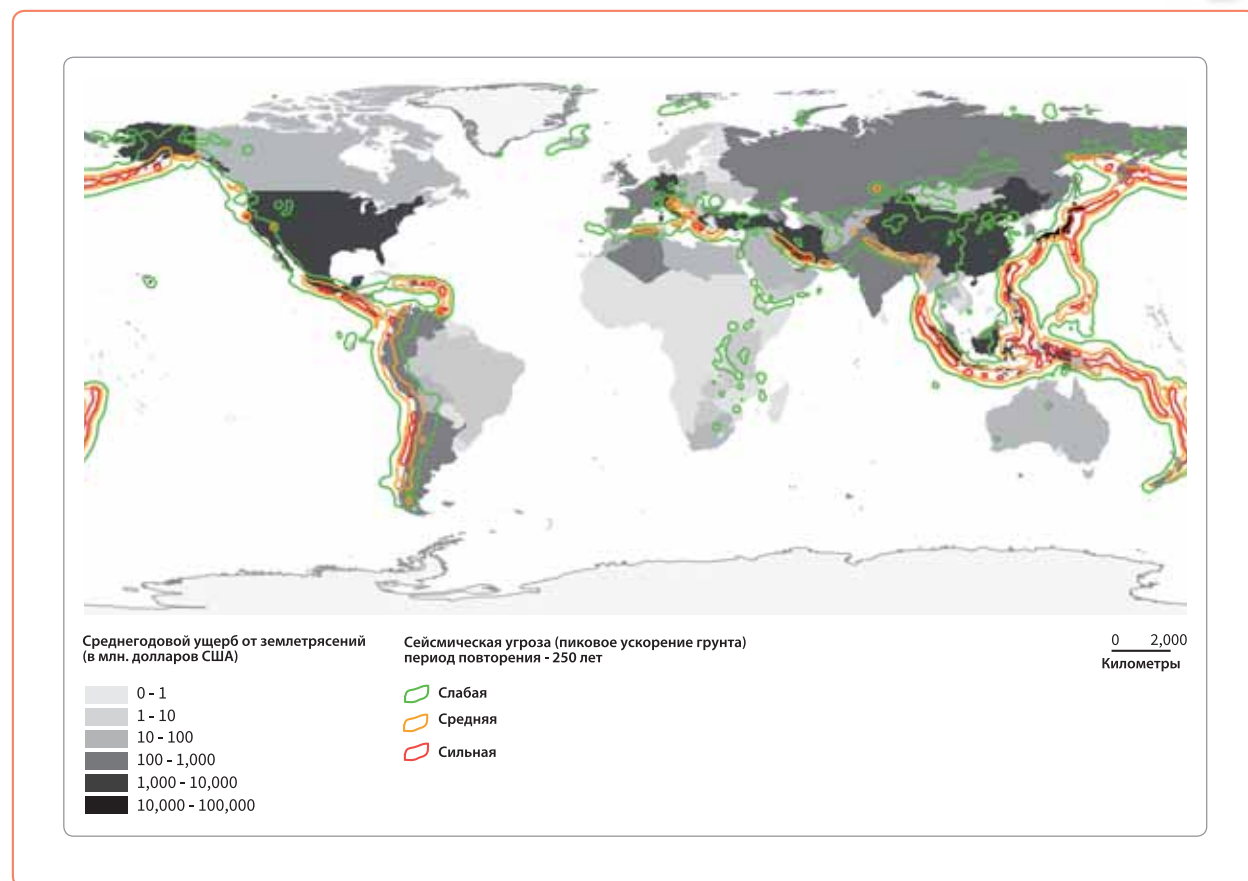 Среднегодовой ущерб от землетрясений
(в млн. долларов США)
0 - 1
1 - 10
10 - 100
100 - 1,000
1,000 - 10,000
10,000 - 100,000
Сейсмическая угроза (пиковое ускорение грунта)
период повторения - 250 лет
Слабая
Средняя
Сильная
0 2,000
Километры